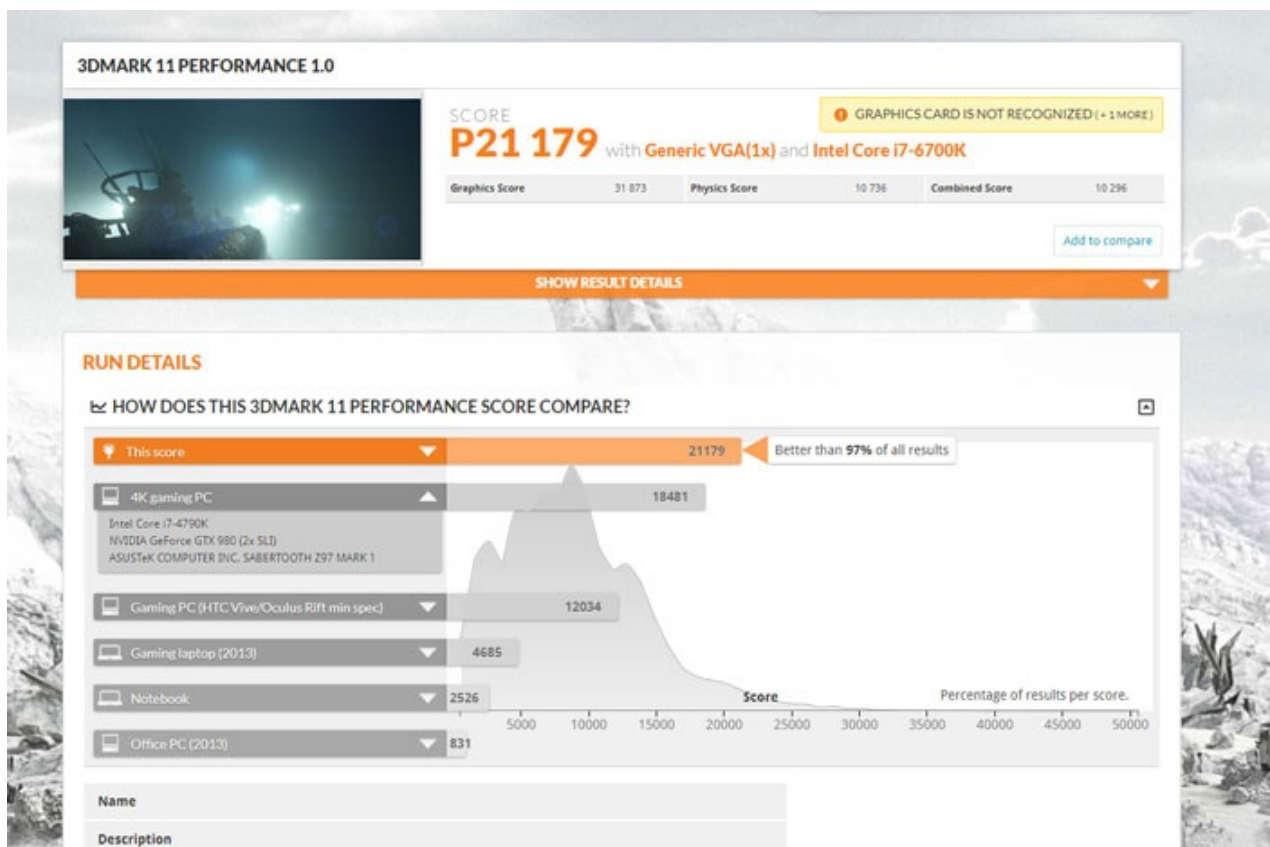 3DMARK 11 PERFORMANCE 1.0
SCORE
GRAPHICS CARD IS NOT RECOGNIZED (+ 1 MORE)
P21 179 with Generic VGA(1x) and Intel Core i7-6700K
Graphics Score 31 873 Physics Score 10 736 Combined Score 10 296
Add to compare
SHOW RESULT DETAILS
RUN DETAILS
HOW DOES THIS 3DMARK 11 PERFORMANCE SCORE COMPARE?
This score 21179 Better than 97% of all results
4K gaming PC 18481
Intel Core i7-4790K
NVIDIA GeForce GTX 980 (2x SLI)
ASUSTeK COMPUTER INC. SABERTOOTH Z97 MARK 1
Gaming PC (HTC Vive/Oculus Rift min spec) 12034
Gaming laptop (2013) 4685
Notebook 2526 Score Percentage of results per score.
5000 10000 15000 20000 25000 30000 35000 40000 45000 50000
Office PC (2013) 831
Name
Description